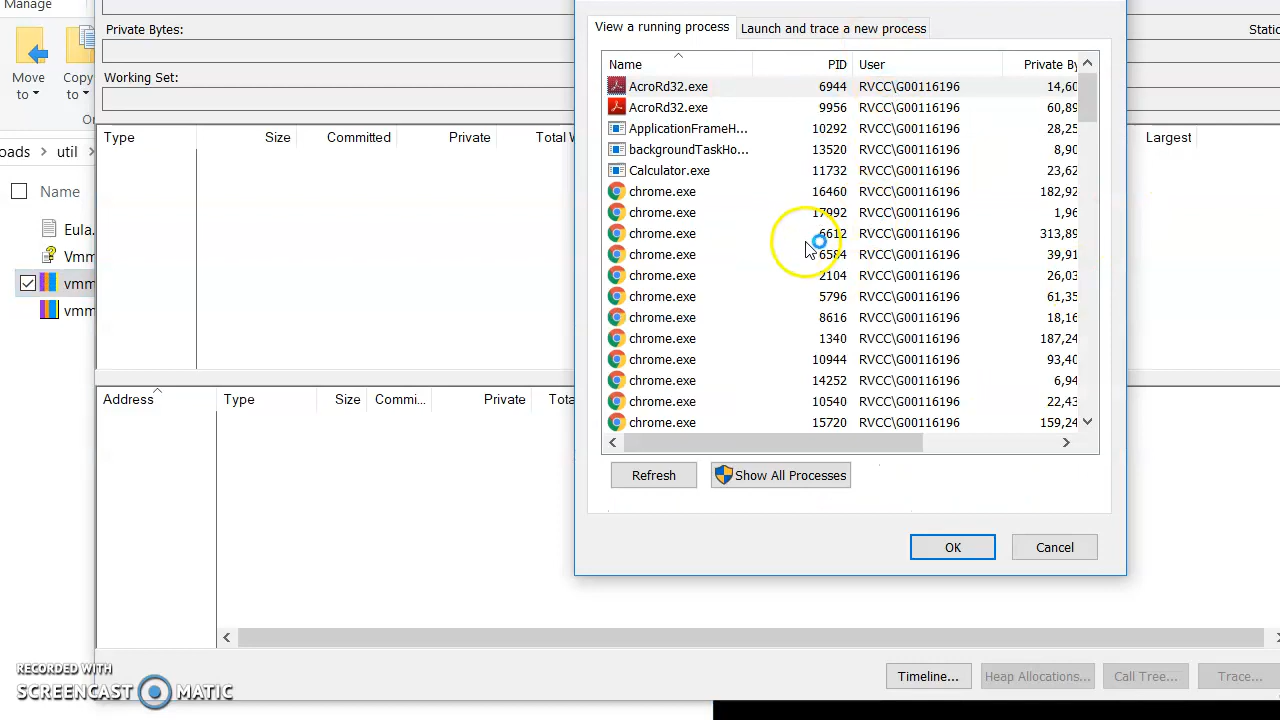 Manage
View a running process
Launch and trace a new process
Private Bytes:
Move to
Copy to
Working Set:
Name PID User Private By
AcroRd32.exe 6944 RVCC\G00116196 14,60
AcroRd32.exe 9956 RVCC\G00116196 60,89
ApplicationFrameH... 10292 RVCC\G00116196 28,25
Type Size Committed Private Total W
Largest
backgroundTaskHo... 13520 RVCC\G00116196 8,90
oads > util
Calculator.exe 11732 RVCC\G00116196 23,62
Name
chrome.exe 16460 RVCC\G00116196 182,92
chrome.exe 17992 RVCC\G00116196 1,96
Eula.
chrome.exe 6612 RVCC\G00116196 313,89
Vmm
chrome.exe 6584 RVCC\G00116196 39,91
vmm
chrome.exe 2104 RVCC\G00116196 26,03
chrome.exe 5796 RVCC\G00116196 61,35
vmm
chrome.exe 8616 RVCC\G00116196 18,16
chrome.exe 1340 RVCC\G00116196 187,24
chrome.exe 10944 RVCC\G00116196 93,40
chrome.exe 14252 RVCC\G00116196 6,94
chrome.exe 10540 RVCC\G00116196 22,43
chrome.exe 15720 RVCC\G00116196 159,24
Address Type Size Commi... Private Tota
Refresh
Show All Processes
OK
Cancel
Timeline...
Heap Allocations...
Call Tree...
Trace...
RECORDED WITH
SCREENCAST MATIC